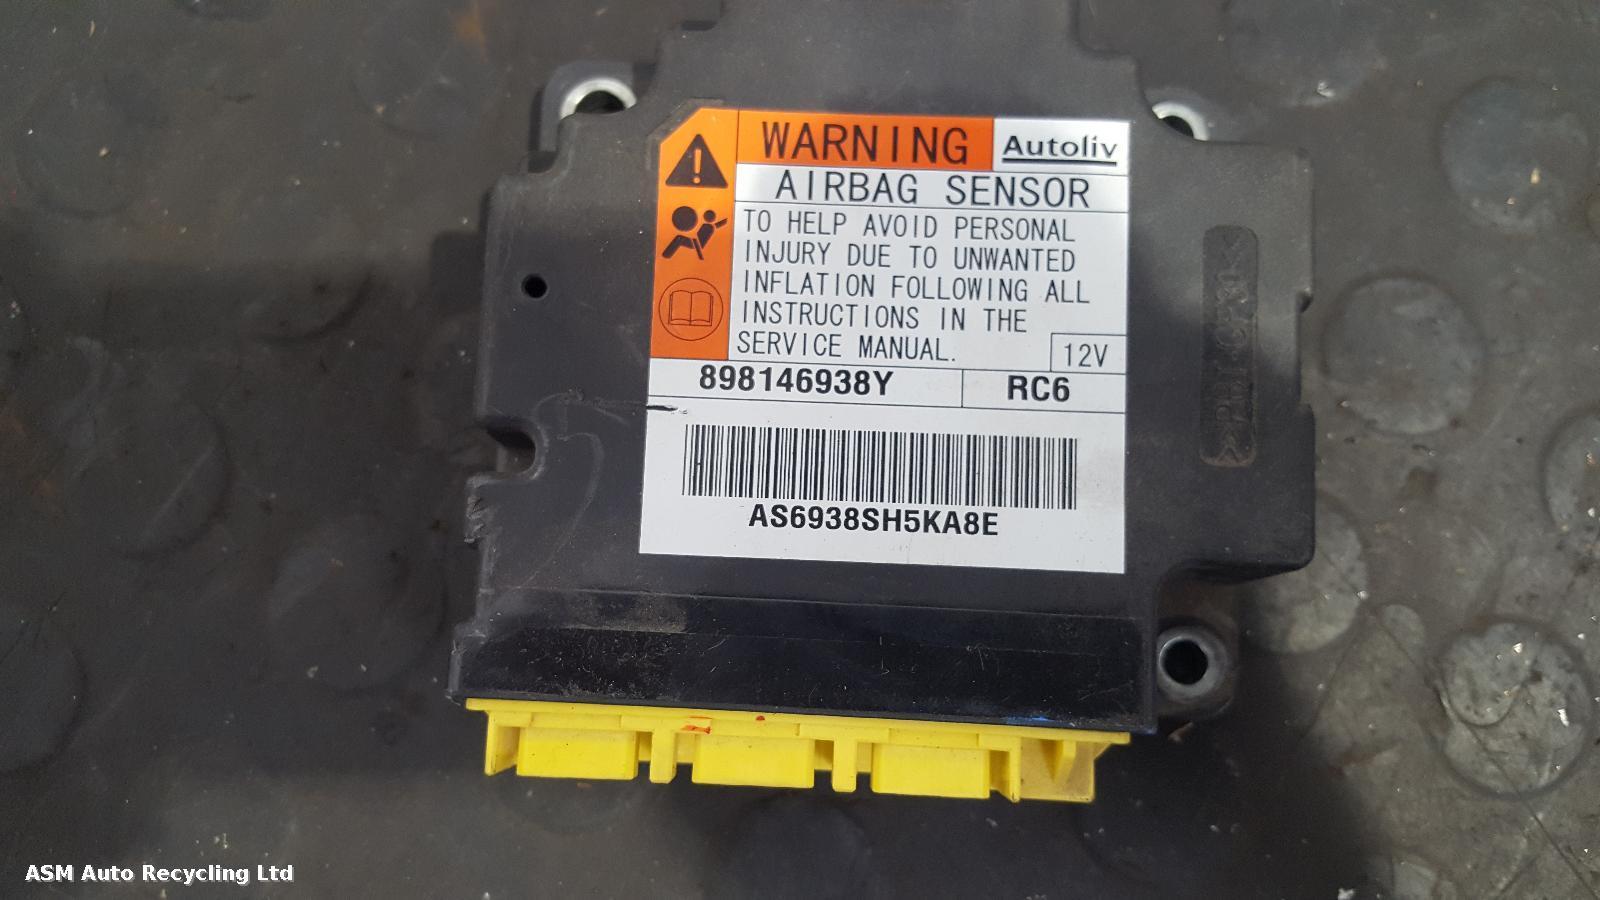 WARNING
Autoliv
AIRBAG SENSOR
TO HELP AVOID PERSONAL
INJURY DUE TO UNWANTED
INFLATION FOLLOWING ALL
INSTRUCTIONS IN THE
SERVICE MANUAL.
12V
898146938Y
RC6
AS6938SH5KA8E
ASM Auto Recycling Ltd